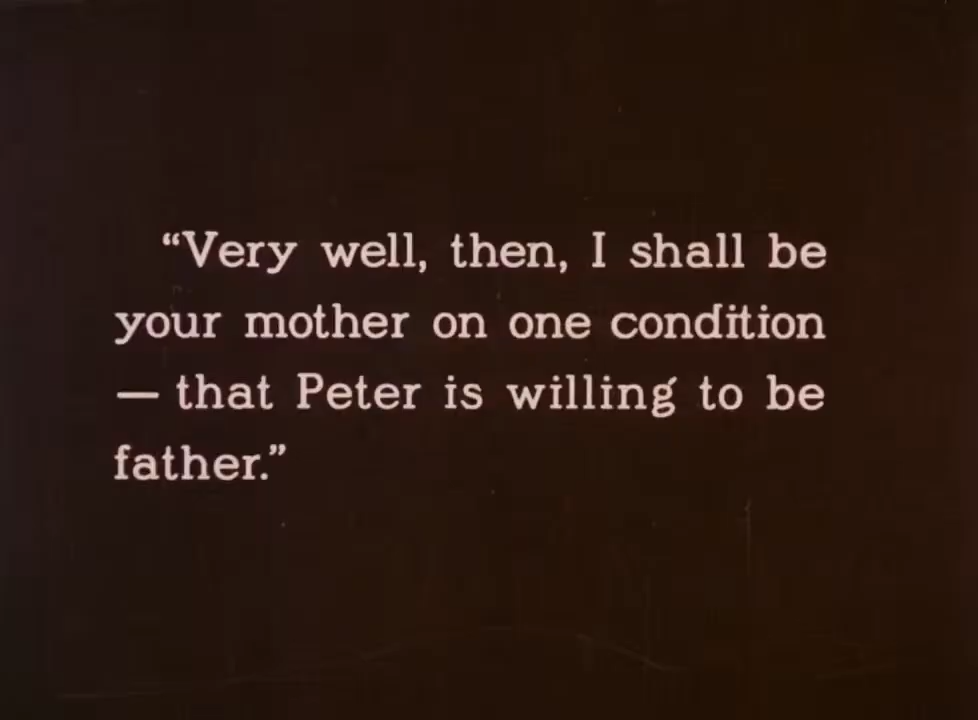 “Very well, then, I shall be
your mother on one condition
— that Peter is willing to be
father.”